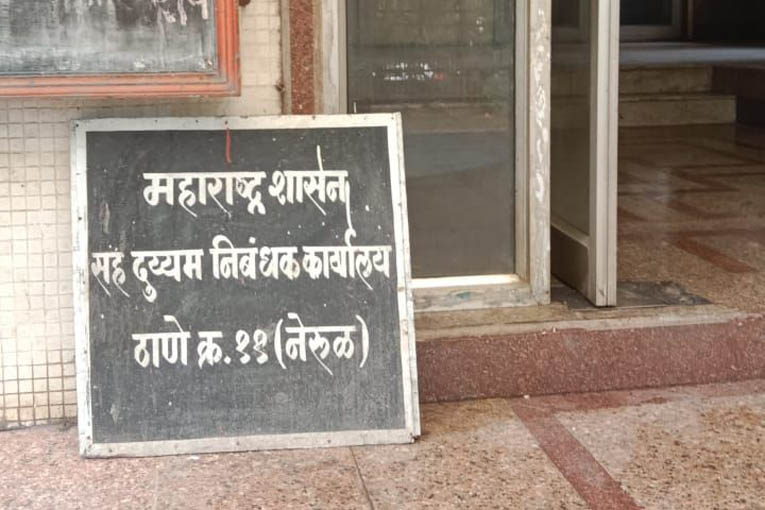 महाराष्ट्र शासन
सह दुय्यम निबंधक कार्यालय
ठाणे क्र. ११ (नेरुळ)